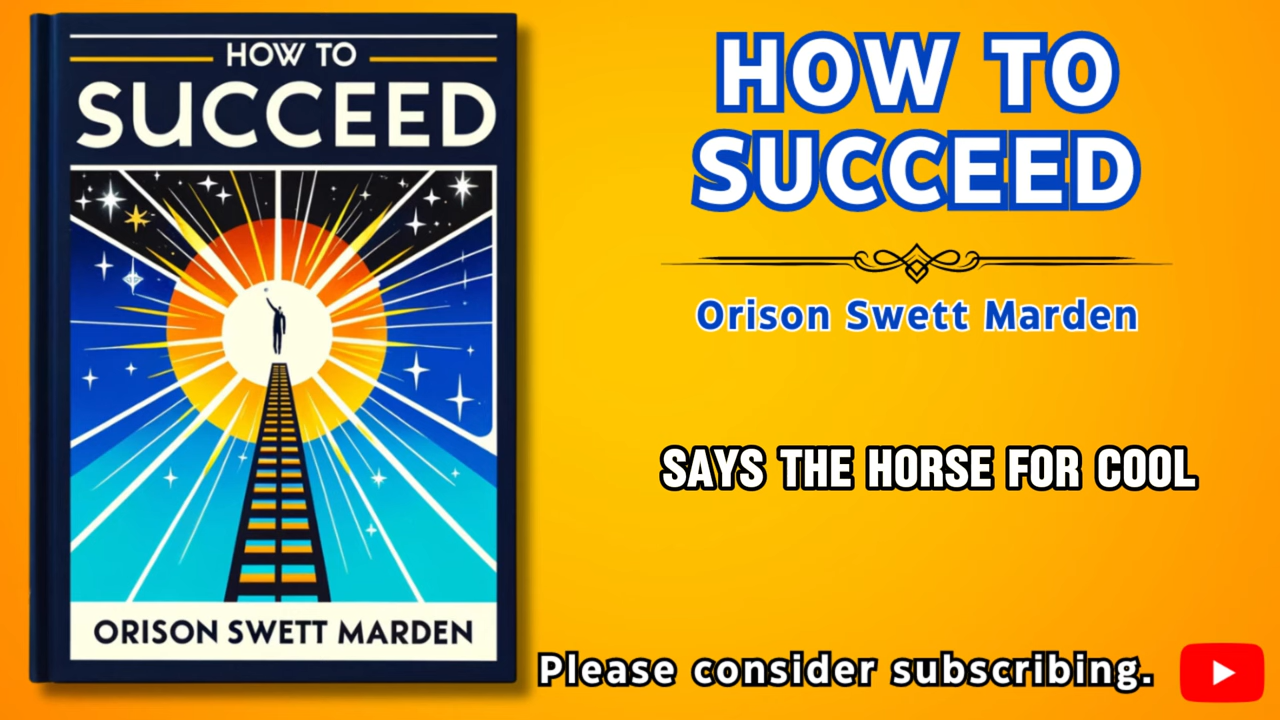 HOW TO
SUCCEED
ORISON SWETT MARDEN
HOW TO
SUCCEED
Orison Swett Marden
SAYS THE HORSE FOR COOL
Please consider subscribing.